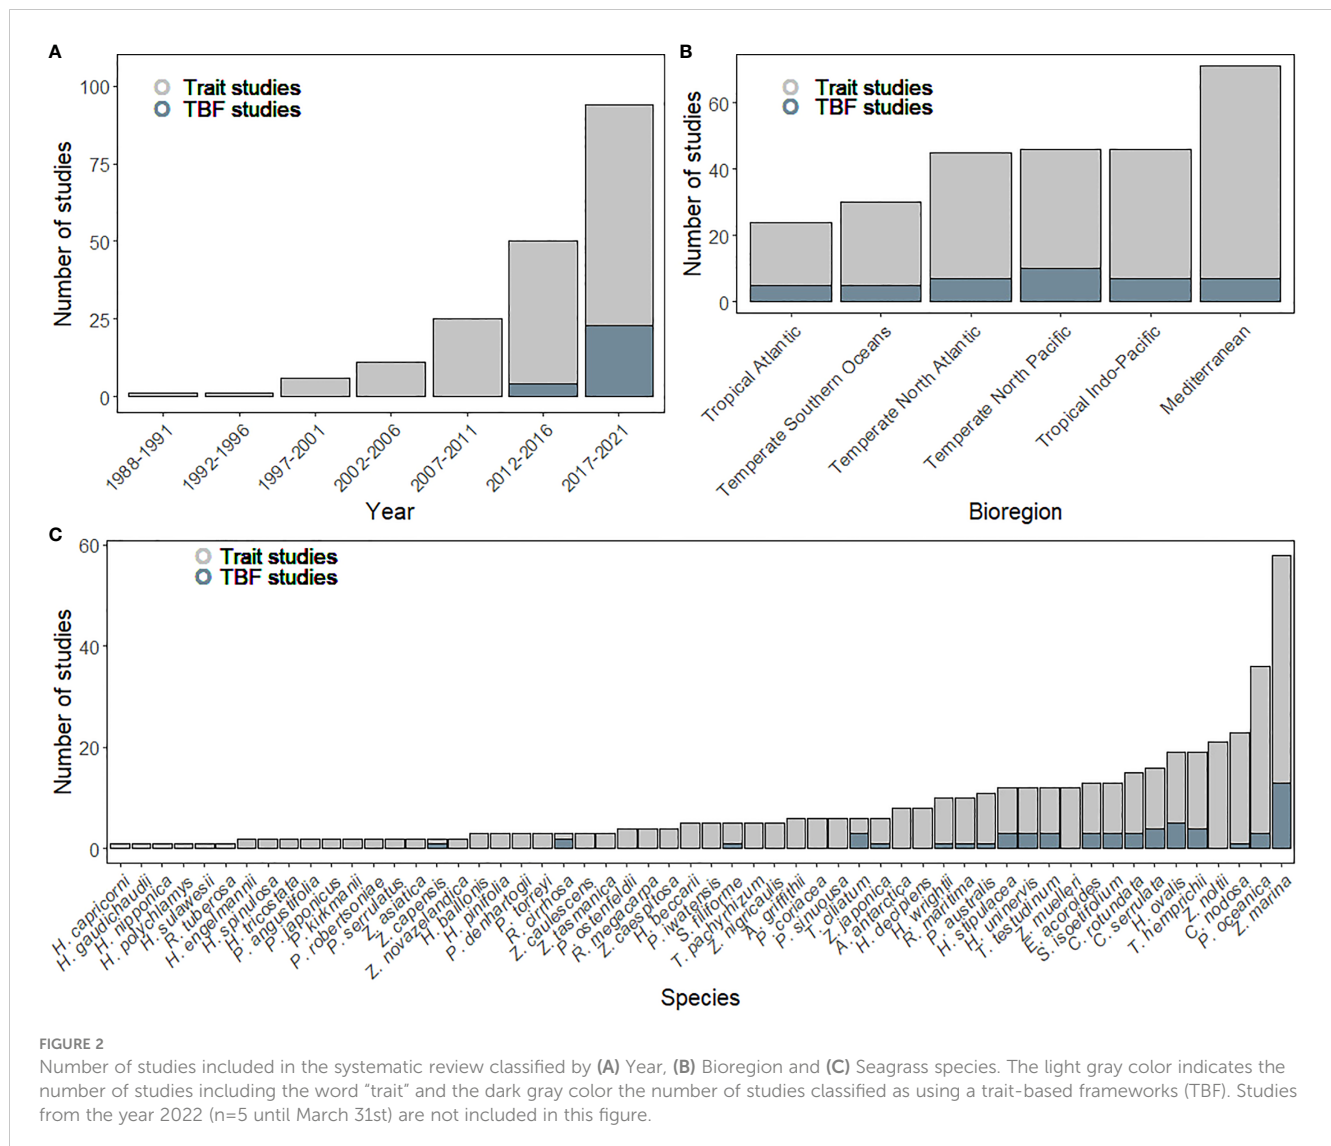 A
Trait studies
TBF studies
Number of studies
100
75
50
25
0
1988-1991
1992-1996
1997-2001
2002-2006
2007-2011
2012-2016
2017-2021
Year
B
Trait studies
TBF studies
Number of studies
60
40
20
0
Tropical Atlantic
Temperate Southern Oceans
Temperate North Atlantic
Temperate North Pacific
Tropical Indo-Pacific
Mediterranean
Bioregion
C
Trait studies
TBF studies
Number of studies
60
40
20
0
H. capricorni
H. gaudichaudii
H. nipponica
H. polychlamys
H. sulawesii
R. tuberosa
H. engelmannii
H. spinulosa
H. tricostata
P. angustifolia
P. japonicus
P. kirkmanii
P. robertsoniae
P. serrulatus
Z. asiatica
Z. capensis
Z. novazelandica
H. baillonis
H. pinifolia
P. denhartogii
P. torreyi
R. cirrhosa
Z. caulescens
Z. tasmanica
P. ostenfeldii
R. megacarpa
Z. caespitosa
H. beccarii
P. iwatensis
S. filiforme
T. pachyrhizum
Z. nigricaulis
A. griffithii
P. coriacea
P. sinuosa
T. ciliatum
Z. japonica
A. antarctica
H. decipiens
H. wrightii
R. maritima
P. australis
H. stipulacea
H. uninervis
T. testudinum
Z. muelleri
E. acoroides
S. isoetifolium
C. rotundata
C. serrulata
H. ovalis
T. hemprichii
Z. noltii
C. nodosa
P. oceanica
Z. marina
Species
FIGURE 2
Number of studies included in the systematic review classified by (A) Year, (B) Bioregion and (C) Seagrass species. The light gray color indicates the
number of studies including the word “trait” and the dark gray color the number of studies classified as using a trait-based frameworks (TBF). Studies
from the year 2022 (n=5 until March 31st) are not included in this figure.